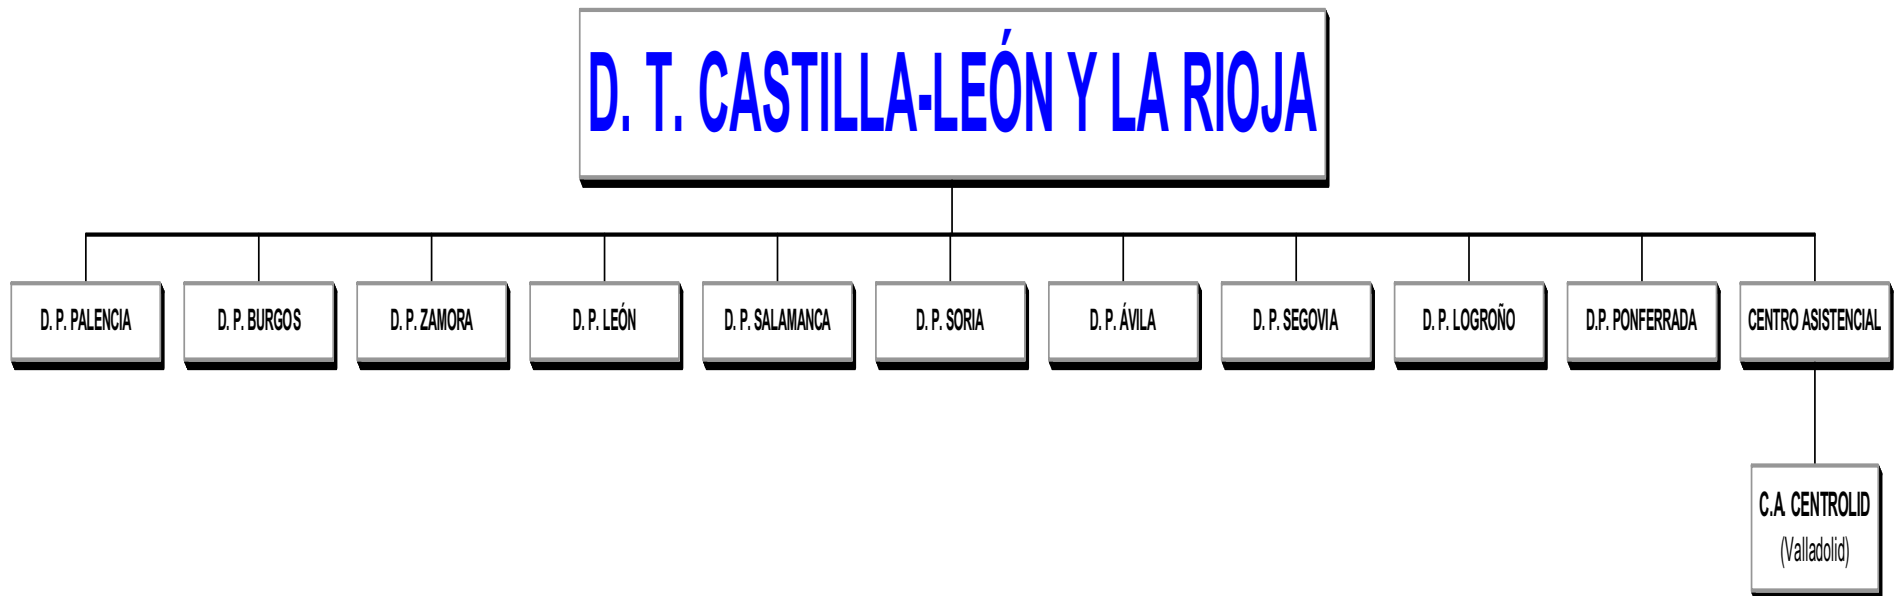 D. T. CASTILLA-LEÓN Y LA RIOJA
D. P. PALENCIA
D. P. BURGOS
D. P. ZAMORA
D. P. LEÓN
D. P. SALAMANCA
D. P. SORIA
D. P. ÁVILA
D. P. SEGOVIA
D. P. LOGROÑO
D.P. PONFERRADA
CENTRO ASISTENCIAL
C.A. CENTROLID
(Valladolid)